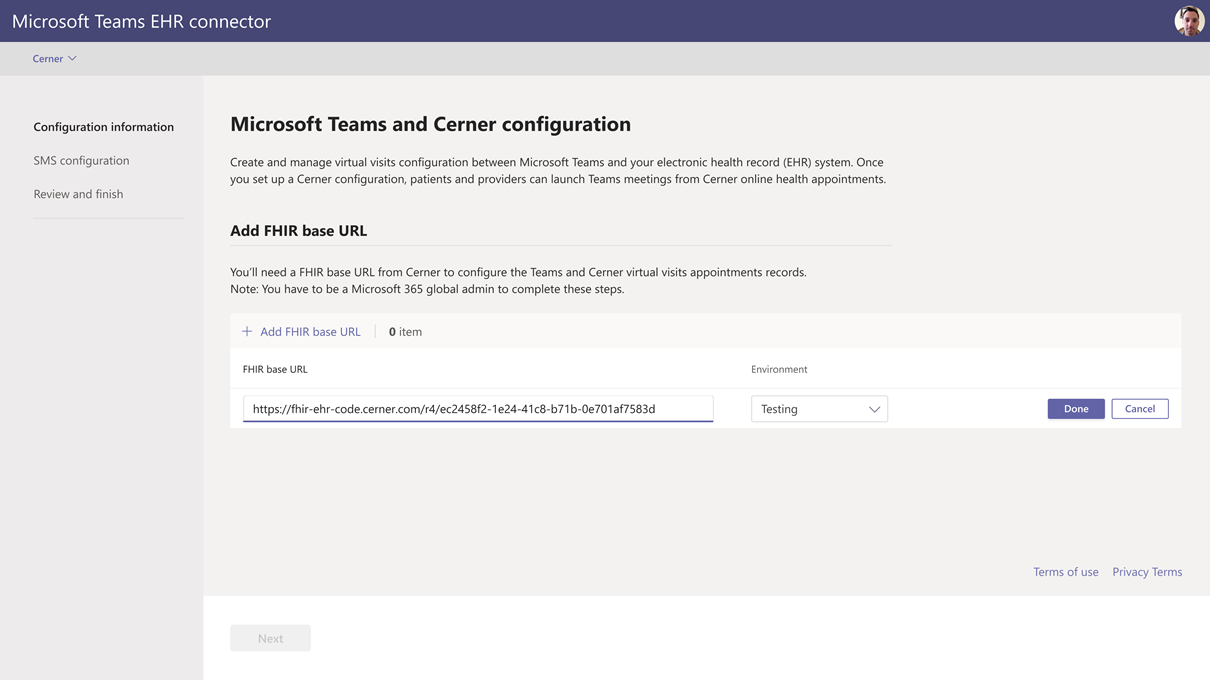 Microsoft Teams EHR connector
Cerner
Configuration information
SMS configuration
Review and finish
Microsoft Teams and Cerner configuration
Create and manage virtual visits configuration between Microsoft Teams and your electronic health record (EHR) system. Once
you set up a Cerner configuration, patients and providers can launch Teams meetings from Cerner online health appointments.
Add FHIR base URL
You’ll need a FHIR base URL from Cerner to configure the Teams and Cerner virtual visits appointments records.
Note: You have to be a Microsoft 365 global admin to complete these steps.
+ Add FHIR base URL | 0 item
FHIR base URL Environment
https://fhir-ehr-code.cerner.com/r4/ec2458f2-1e24-41c8-b71b-0e701af7583d Testing Done Cancel
Terms of use Privacy Terms
Next